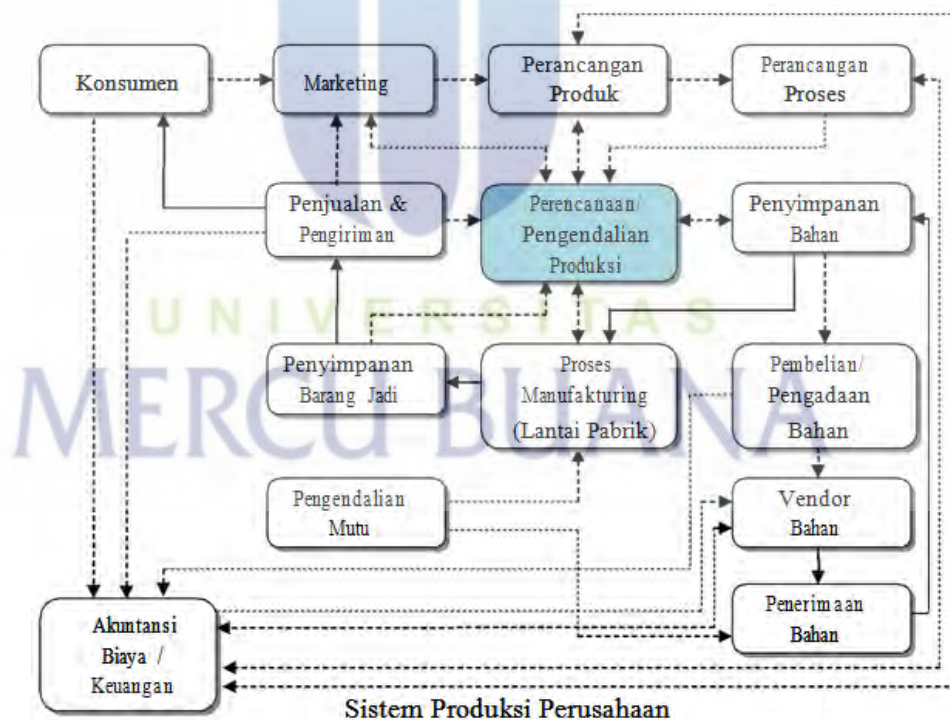 Konsumen
Marketing
Perancangan
Produk
Perancangan
Proses
Penjualan &
Pengiriman
Perencanaan/
Pengendalian
Produksi
Penyimpanan
Bahan
UNIVERSITAS
MERCU BUANA
Penyimpanan
Barang Jadi
Proses
Manufakturing
(Lantai Pabrik)
Pembelian/
Pengadaan
Bahan
Pengendalian
Mutu
Vendor
Bahan
Akuntansi
Biaya /
Keuangan
Penerimaan
Bahan
Sistem Produksi Perusahaan